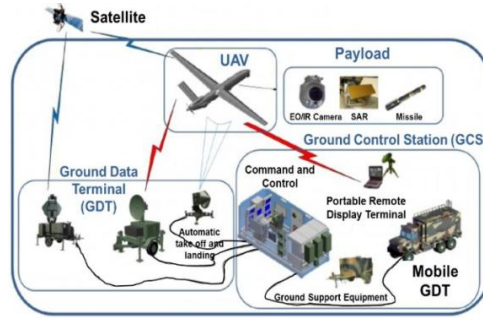 Satellite
UAV
Payload
EO/IR Camera
SAR
Missile
Ground Control Station (GCS
Ground Data
Terminal
(GDT)
Command and
Control
Portable Remote
Display Terminal
Automatic
take off and
landing
Mobile
GDT
Ground Support Equipment